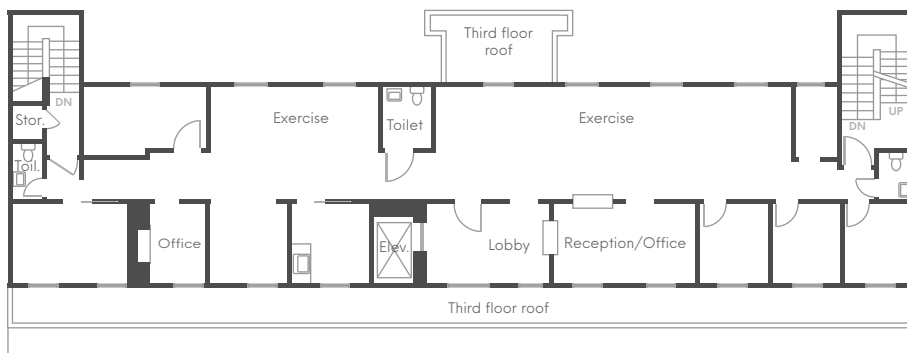 Third floor
roof
DN
UP
Stor.
Exercise
Toilet
Exercise
DN
Toil.
Office
Elev.
Lobby
Reception/Office
Third floor roof